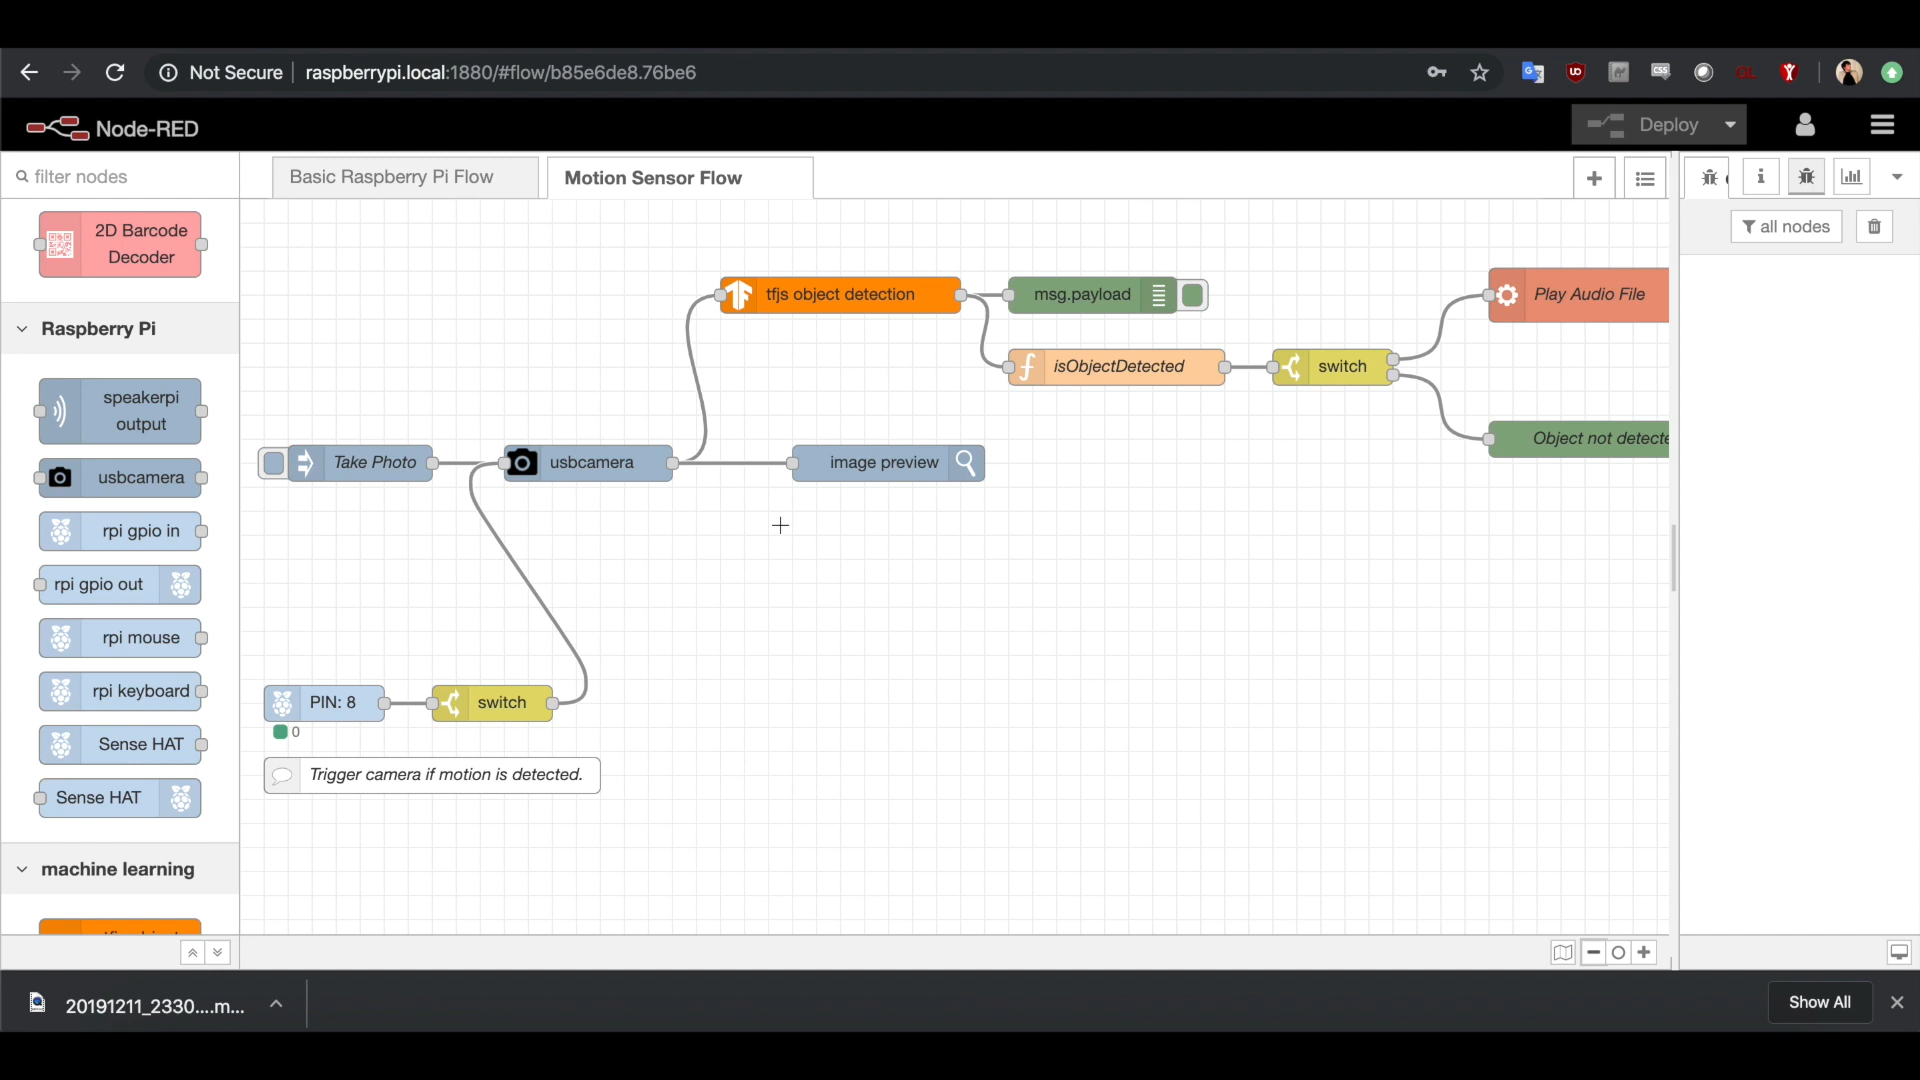 Not Secure raspberrypi.local:1880/#flow/b85e6de8.76be6
Node-RED
Deploy
filter nodes
Basic Raspberry Pi Flow
Motion Sensor Flow
all nodes
2D Barcode
Decoder
Raspberry Pi
speakerpi
output
usbcamera
rpi gpio in
rpi gpio out
rpi mouse
rpi keyboard
Sense HAT
Sense HAT
machine learning
tfjs object detection
msg.payload
Play Audio File
isObjectDetected
switch
Object not detecte
Take Photo
usbcamera
image preview
PIN: 8
switch
0
Trigger camera if motion is detected.
20191211_2330....m...
Show All